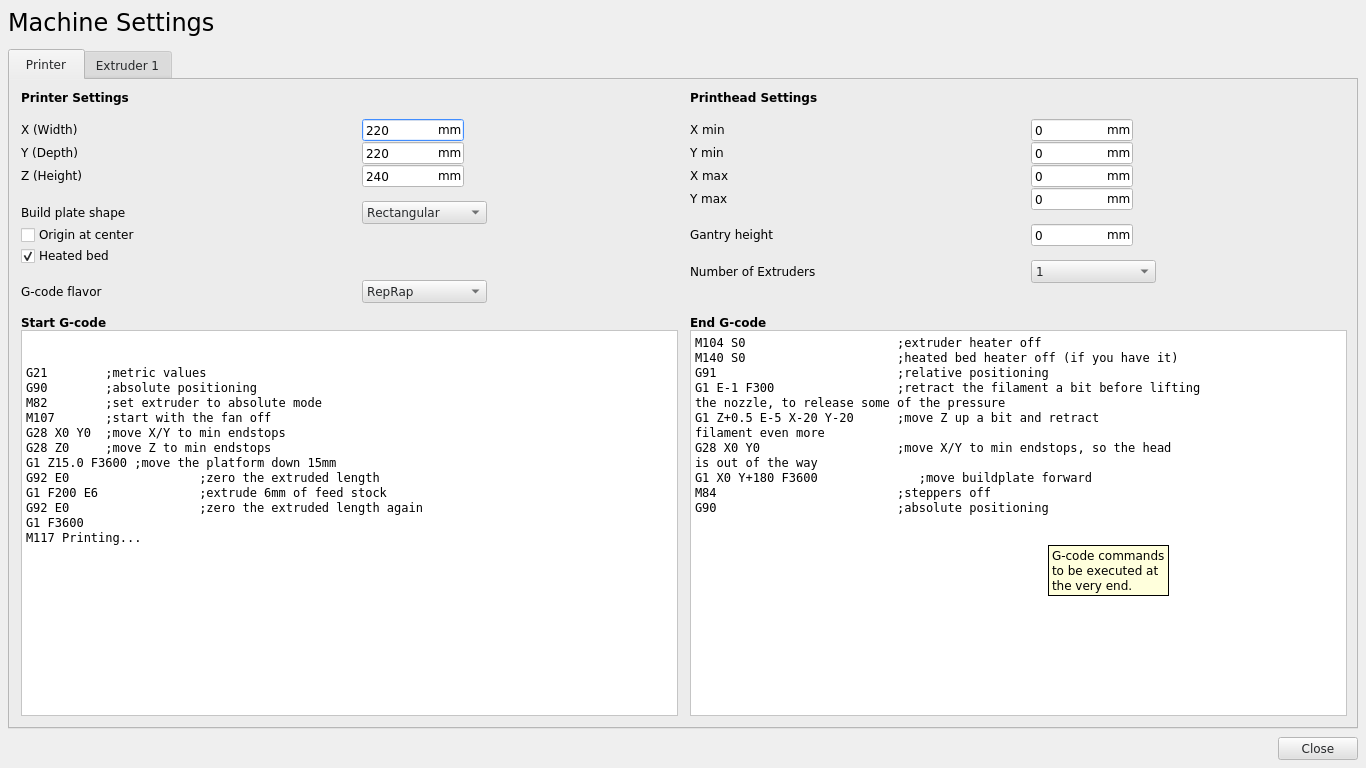 Machine Settings
Printer
Extruder 1
Printer Settings
X (Width)
220 mm
Y (Depth)
220 mm
Z (Height)
240 mm
Build plate shape
Rectangular
Origin at center
Heated bed
G-code flavor
RepRap
Printhead Settings
X min
0 mm
Y min
0 mm
X max
0 mm
Y max
0 mm
Gantry height
0 mm
Number of Extruders
1
Start G-code
G21        ;metric values
G90        ;absolute positioning
M82        ;set extruder to absolute mode
M107       ;start with the fan off
G28 X0 Y0  ;move X/Y to min endstops
G28 Z0     ;move Z to min endstops
G1 Z15.0 F3600 ;move the platform down 15mm
G92 E0                  ;zero the extruded length
G1 F200 E6              ;extrude 6mm of feed stock
G92 E0                  ;zero the extruded length again
G1 F3600
M117 Printing...
End G-code
M104 S0                     ;extruder heater off
M140 S0                     ;heated bed heater off (if you have it)
G91                         ;relative positioning
G1 E-1 F300                 ;retract the filament a bit before lifting
the nozzle, to release some of the pressure
G1 Z+0.5 E-5 X-20 Y-20      ;move Z up a bit and retract
filament even more
G28 X0 Y0                   ;move X/Y to min endstops, so the head
is out of the way
G1 X0 Y+180 F3600              ;move buildplate forward
M84                         ;steppers off
G90                         ;absolute positioning
G-code commands
to be executed at
the very end.
Close